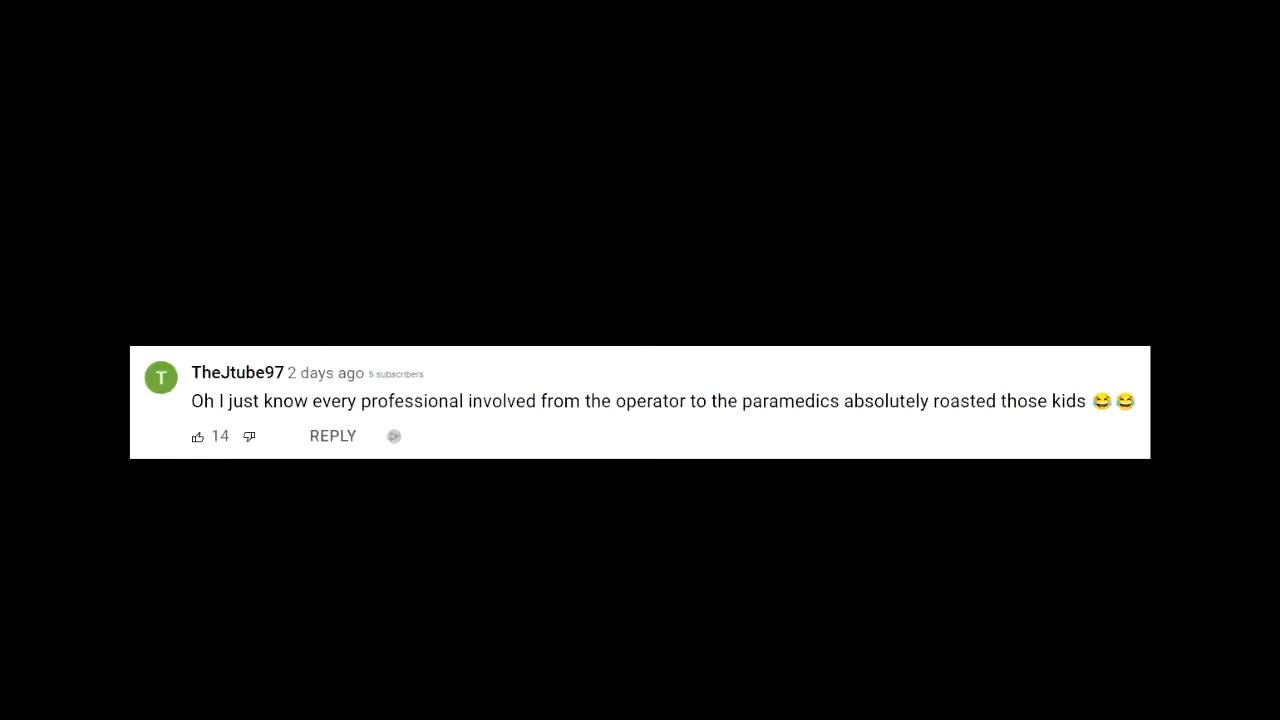 T
TheJtube97 2 days ago 5 subscribers
Oh I just know every professional involved from the operator to the paramedics absolutely roasted those kids 😂😂
14 REPLY